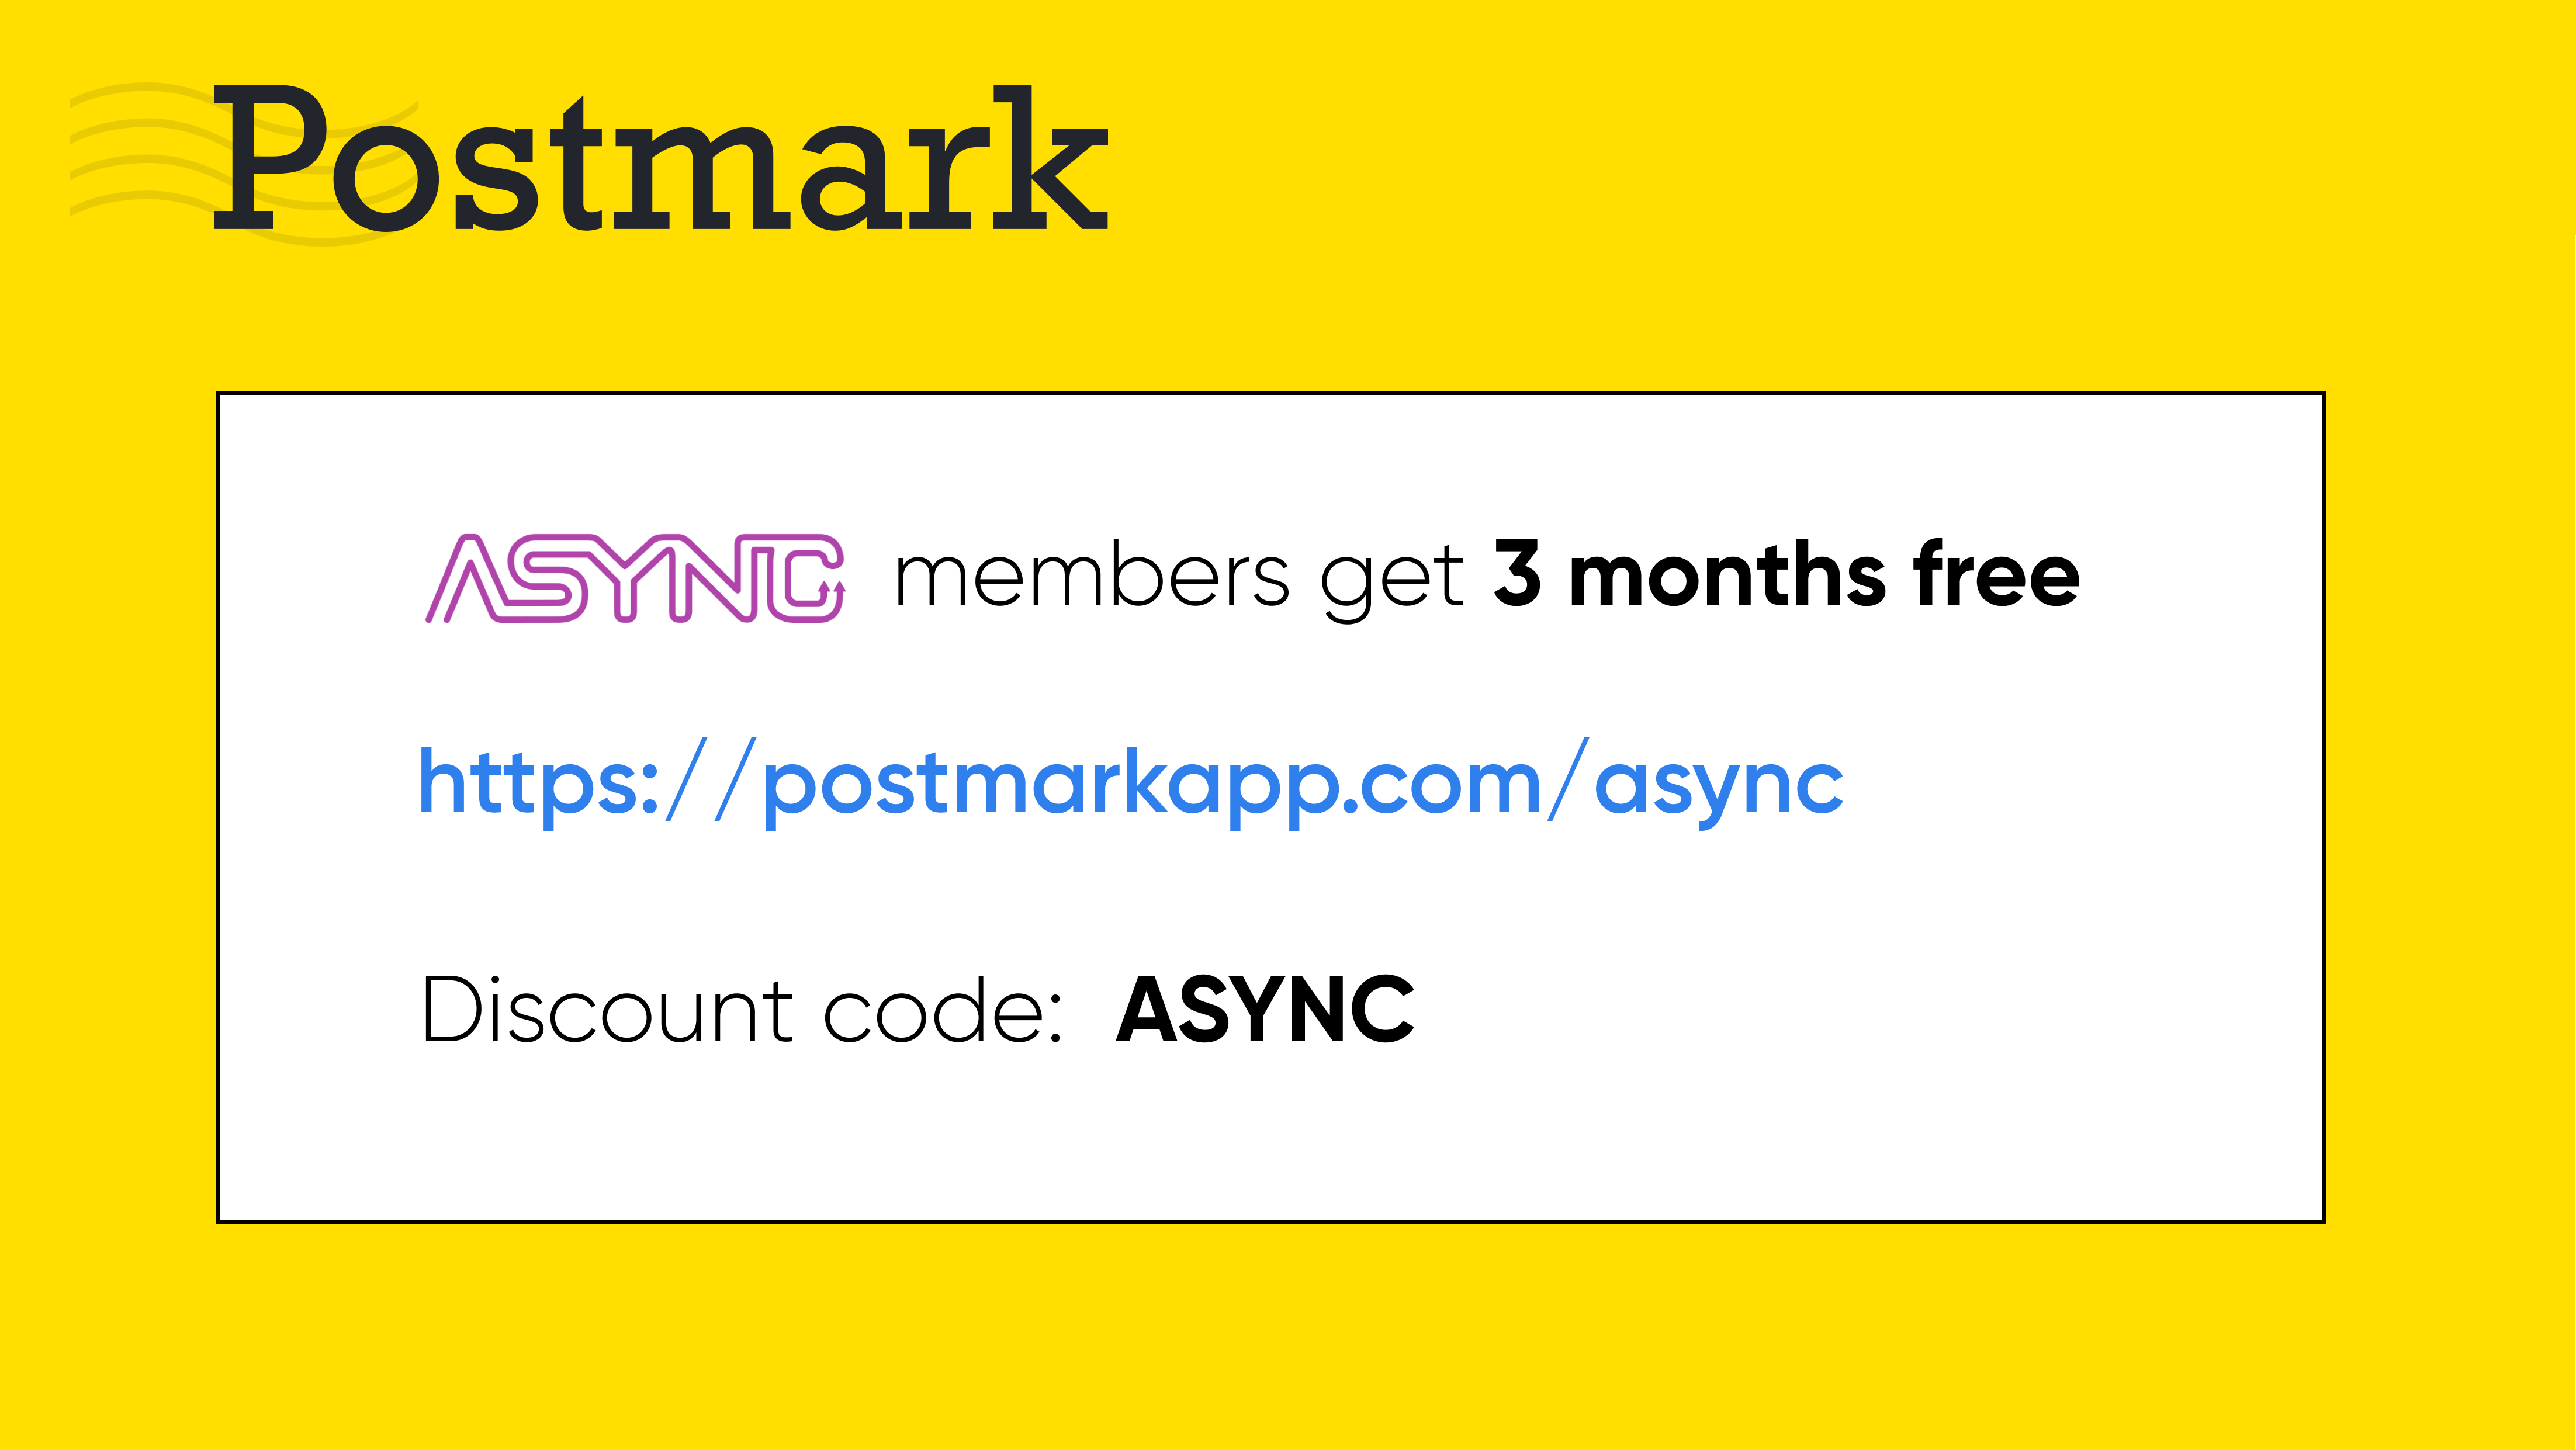 Postmark
ASYNC members get 3 months free
https://postmarkapp.com/async
Discount code: ASYNC